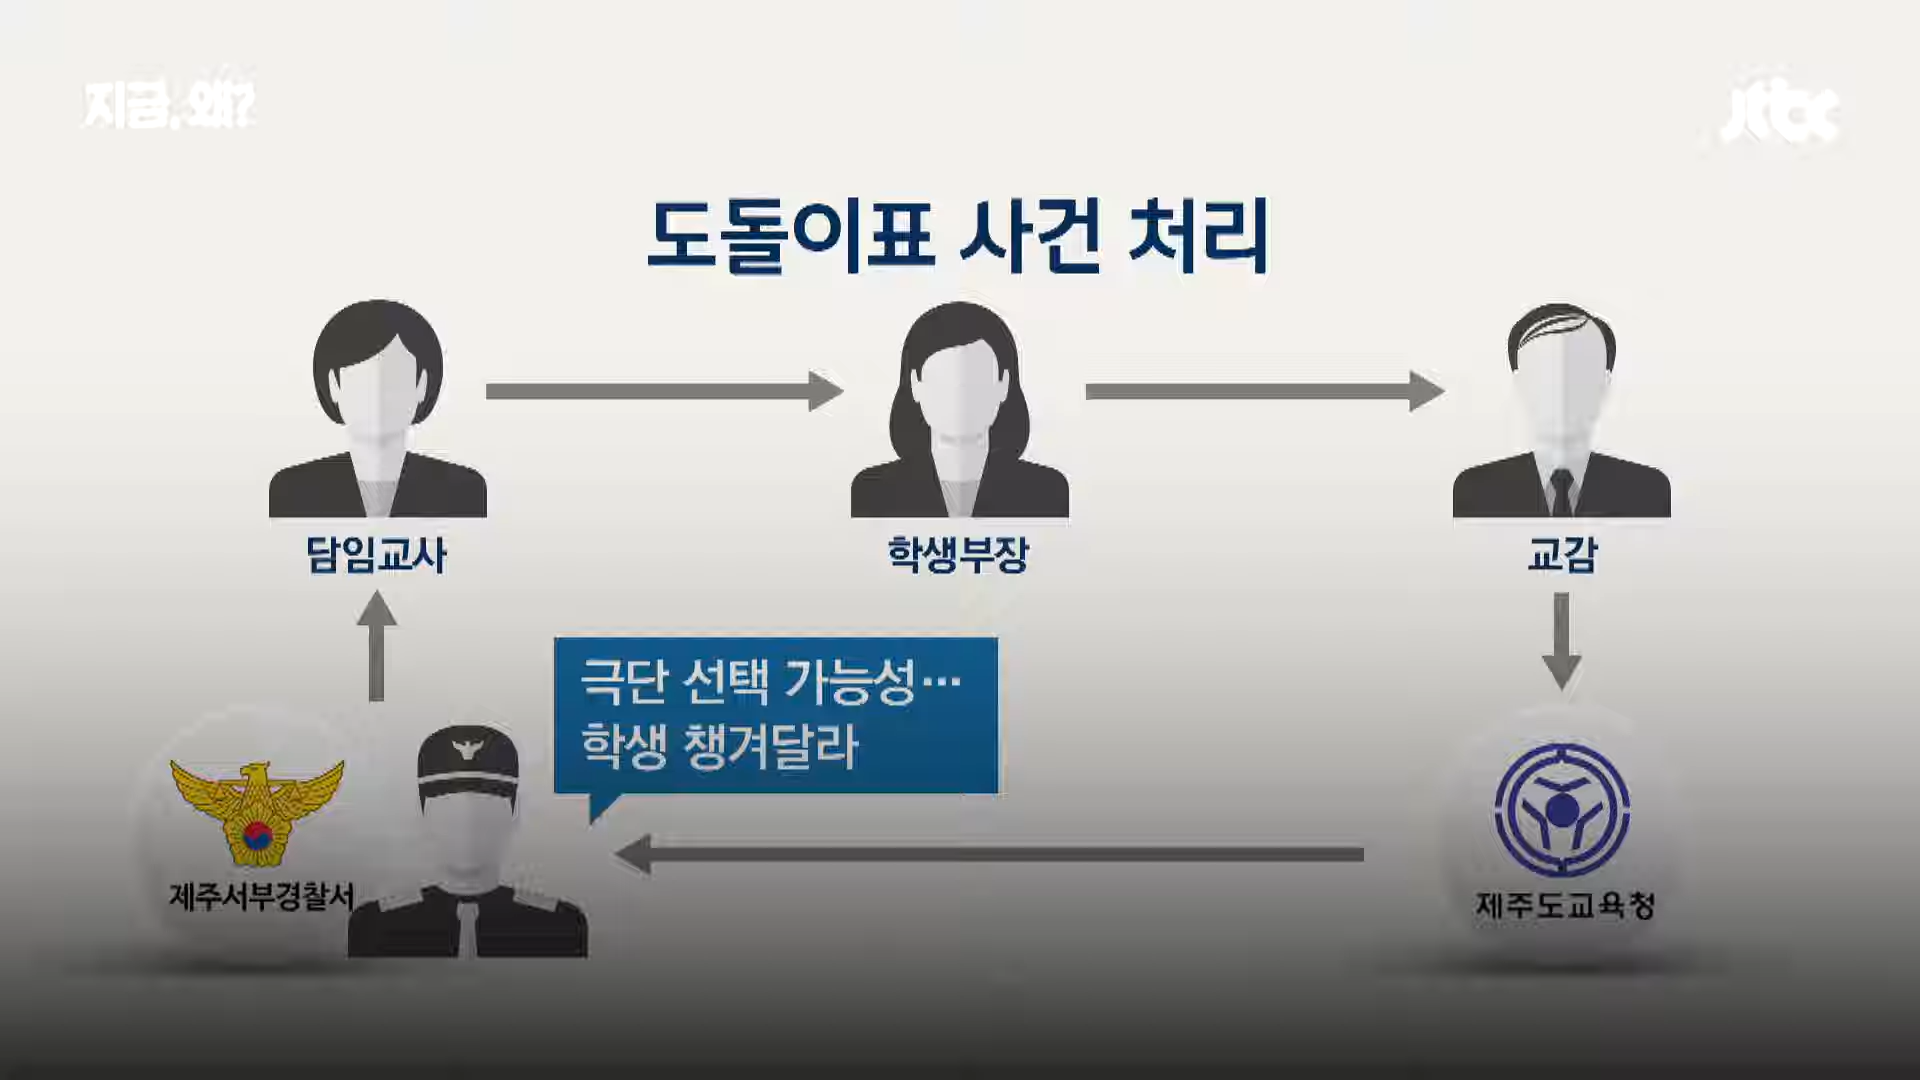 지금, 왜?
jtbc
도돌이표 사건 처리
담임교사
학생부장
교감
극단 선택 가능성…
학생 챙겨달라
제주서부경찰서
제주도교육청